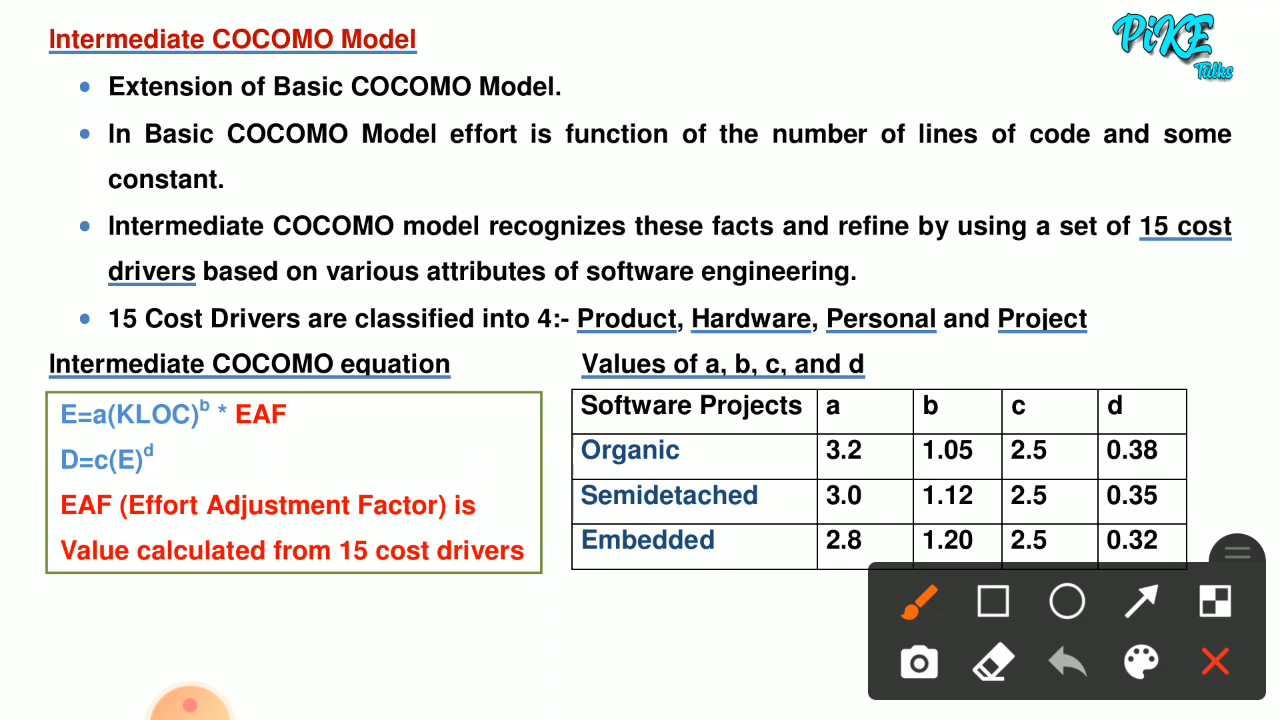 Intermediate COCOMO Model
PiKE
Talks
• Extension of Basic COCOMO Model.
• In Basic COCOMO Model effort is function of the number of lines of code and some
constant.
• Intermediate COCOMO model recognizes these facts and refine by using a set of 15 cost
drivers based on various attributes of software engineering.
• 15 Cost Drivers are classified into 4:- Product, Hardware, Personal and Project
Intermediate COCOMO equation
E=a(KLOC)^b * EAF
D=c(E)^d
EAF (Effort Adjustment Factor) is
Value calculated from 15 cost drivers
Values of a, b, c, and d
Software Projects a b c d
Organic 3.2 1.05 2.5 0.38
Semidetached 3.0 1.12 2.5 0.35
Embedded 2.8 1.20 2.5 0.32